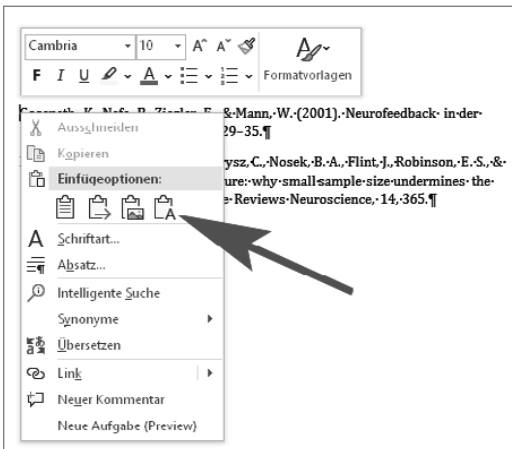 Cambria 10
F I U A Formatvorlagen
K., Nafe, B., Ziegler, E., & Mann, W. (2001). Neurofeedback in der
29–35.¶
Ausschneiden
Kopieren
rysz, C., Nosek, B. A., Flint, J., Robinson, E. S., &
Einfügeoptionen:
ure: why small sample size undermines the
e Reviews Neuroscience, 14, 365.¶
A Schriftart...
Absatz...
Intelligente Suche
Synonyme
Übersetzen
Link
Neuer Kommentar
Neue Aufgabe (Preview)